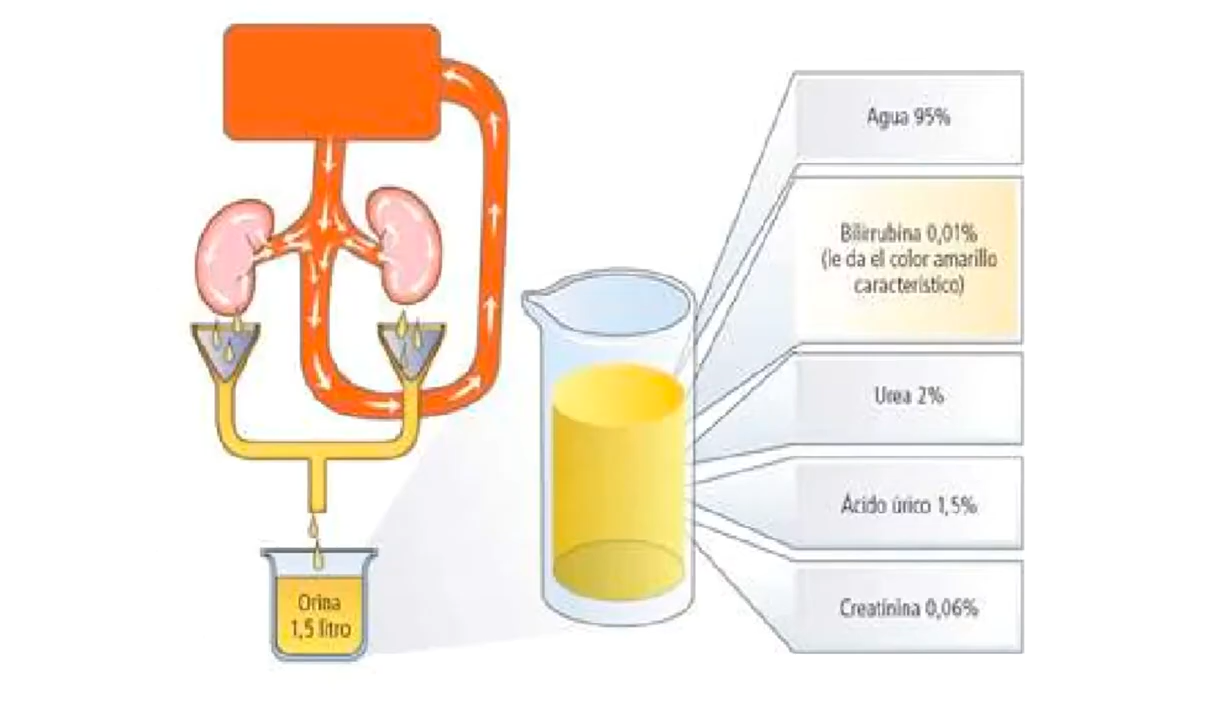 Agua 95%
Bilirrubina 0,01%
(le da el color amarillo
característico)
Urea 2%
Ácido úrico 1,5%
Creatinina 0,06%
Orina
1,5 litro